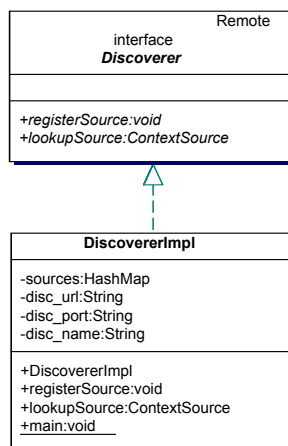 Remote
interface
Discoverer
+registerSource:void
+lookupSource:ContextSource
DiscovererImpl
-sources:HashMap
-disc_url:String
-disc_port:String
-disc_name:String
+DiscovererImpl
+registerSource:void
+lookupSource:ContextSource
+main:void